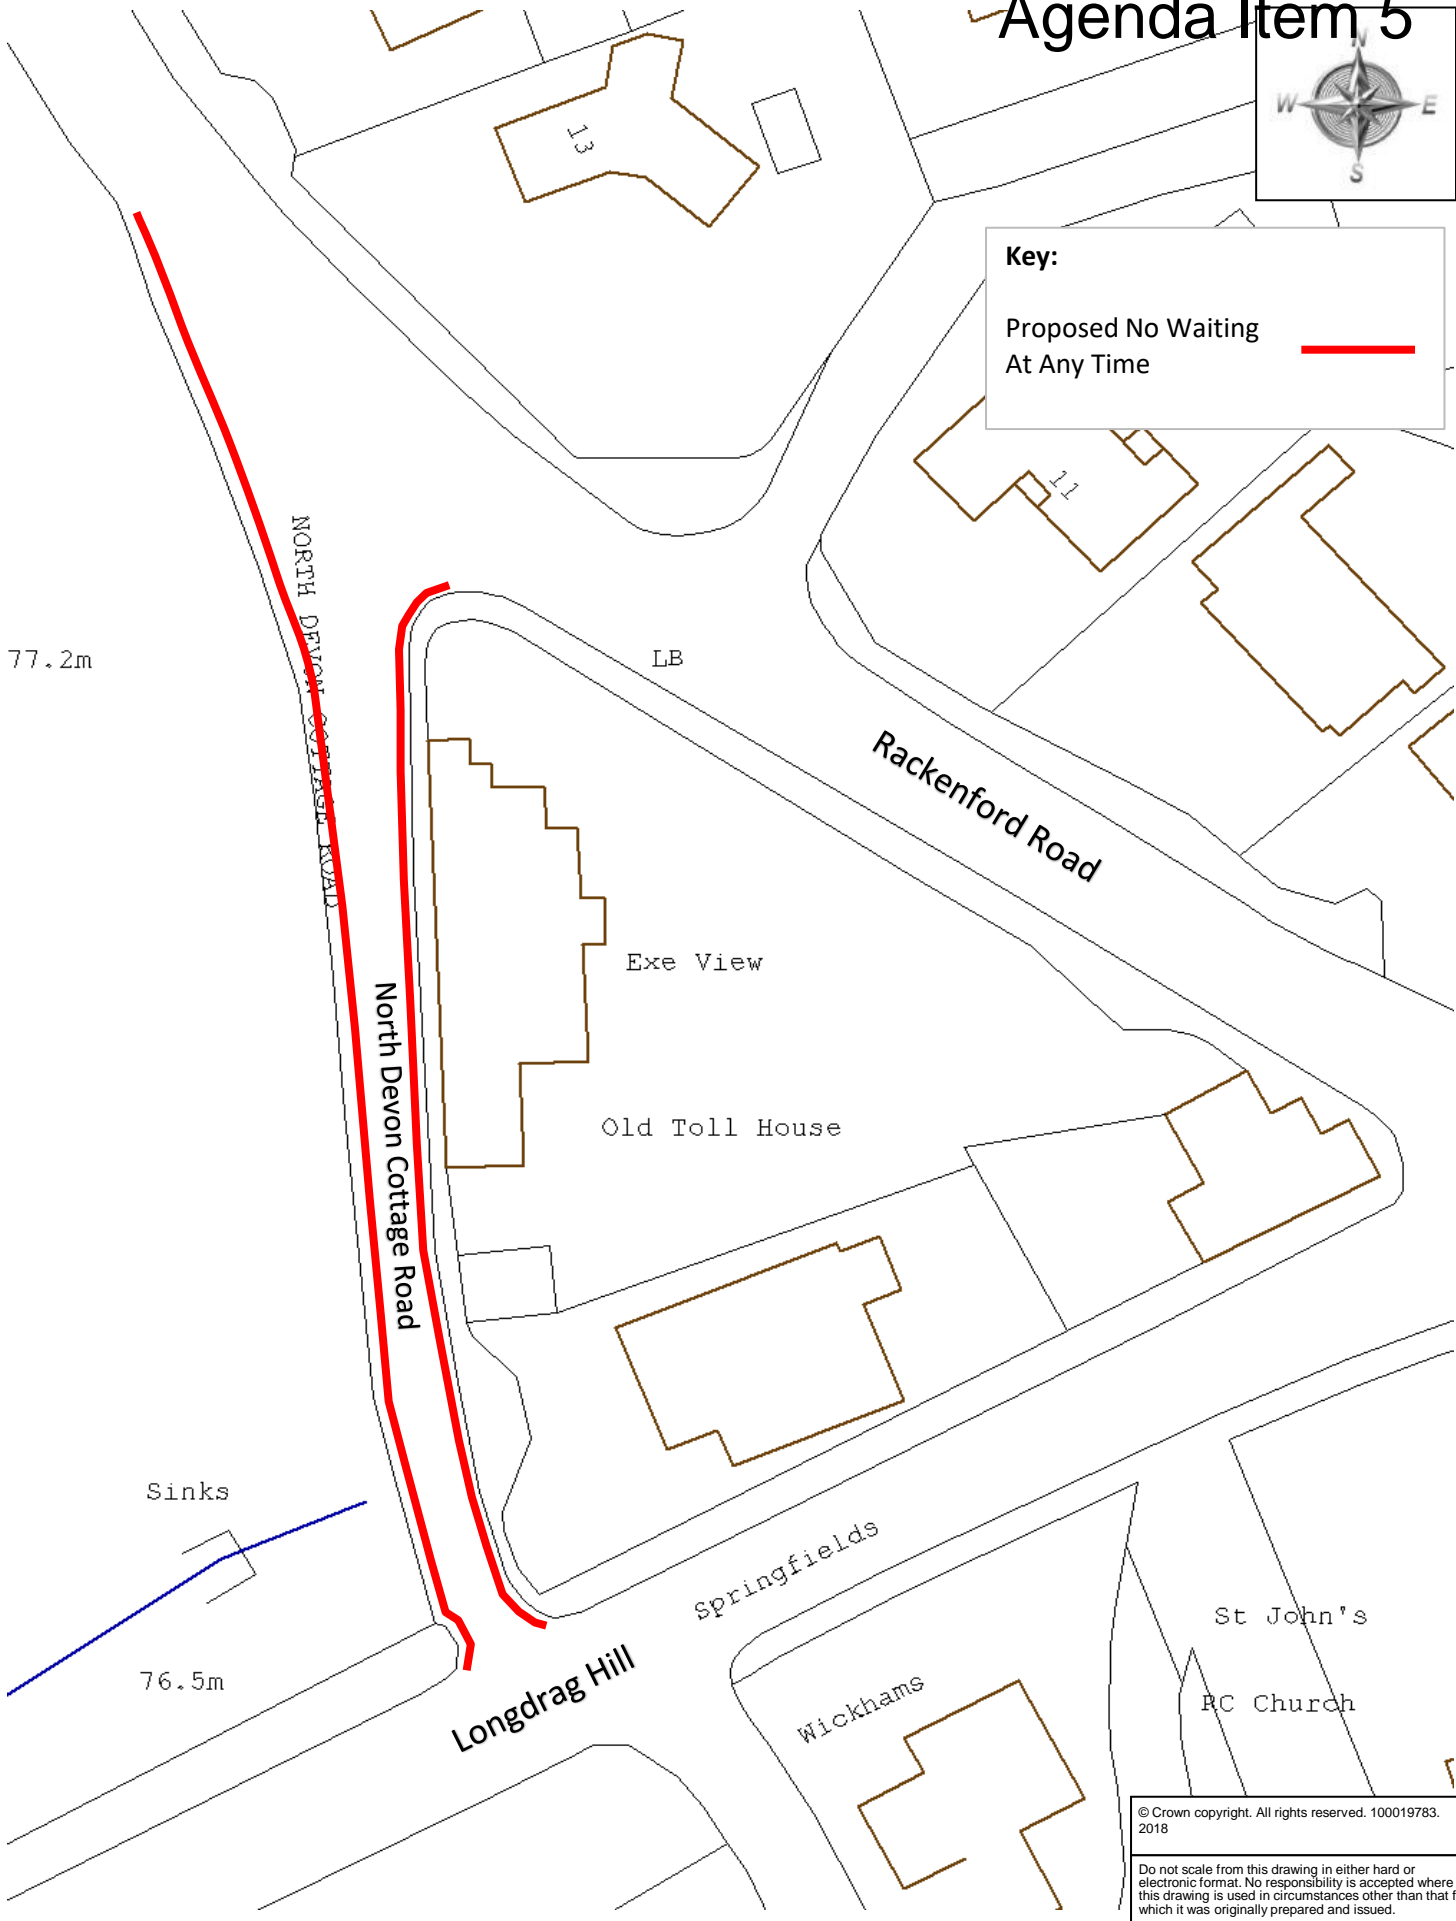 Agenda Item 5
N
W
E
S
13
Key:
Proposed No Waiting
At Any Time
11
NORTH DEVON COTTAGE ROAD
77.2m
LB
Rackenford Road
Exe View
North Devon Cottage Road
Old Toll House
Sinks
Springfields
St John's
RC Church
76.5m
Longdrag Hill
Wickhams
© Crown copyright. All rights reserved. 100019783.
2018
Do not scale from this drawing in either hard or
electronic format. No responsibility is accepted where
this drawing is used in circumstances other than that f
which it was originally prepared and issued.